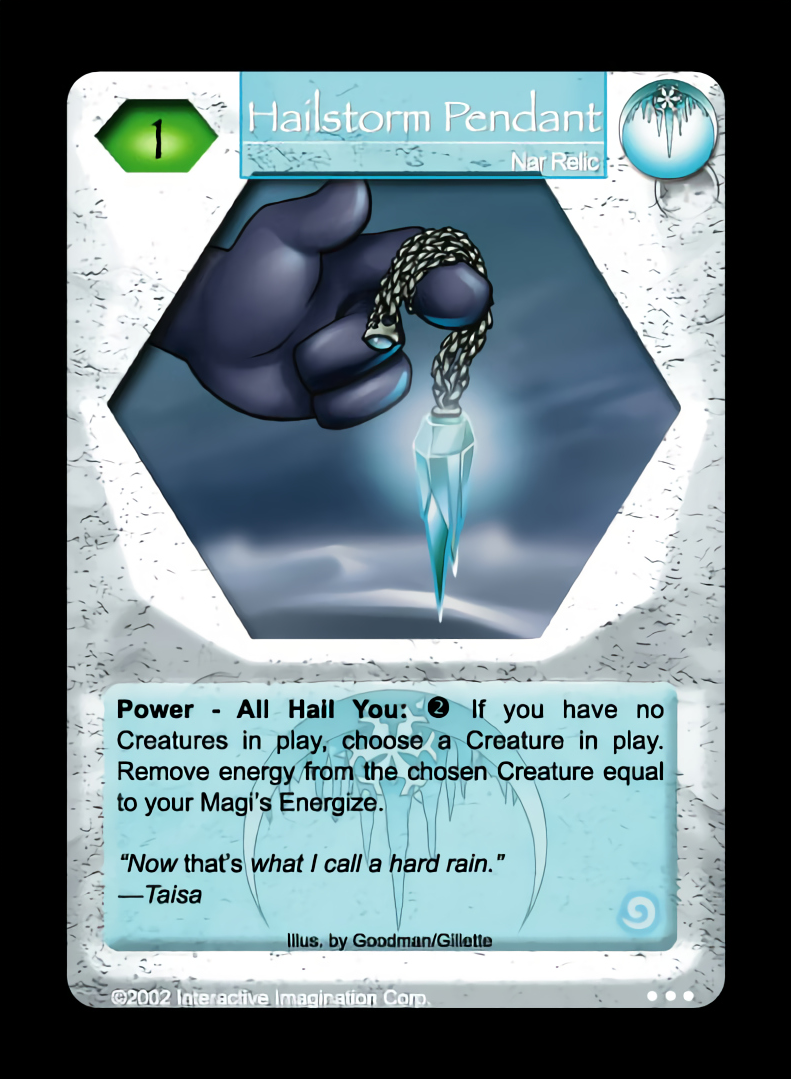 1
Hailstorm Pendant
Nar Relic
Power - All Hail You: ❷ If you have no
Creatures in play, choose a Creature in play.
Remove energy from the chosen Creature equal
to your Magi's Energize.
“Now that's what I call a hard rain.”
—Taisa
Illus. by Goodman/Gillette
©2002 Interactive Imagination Corp.